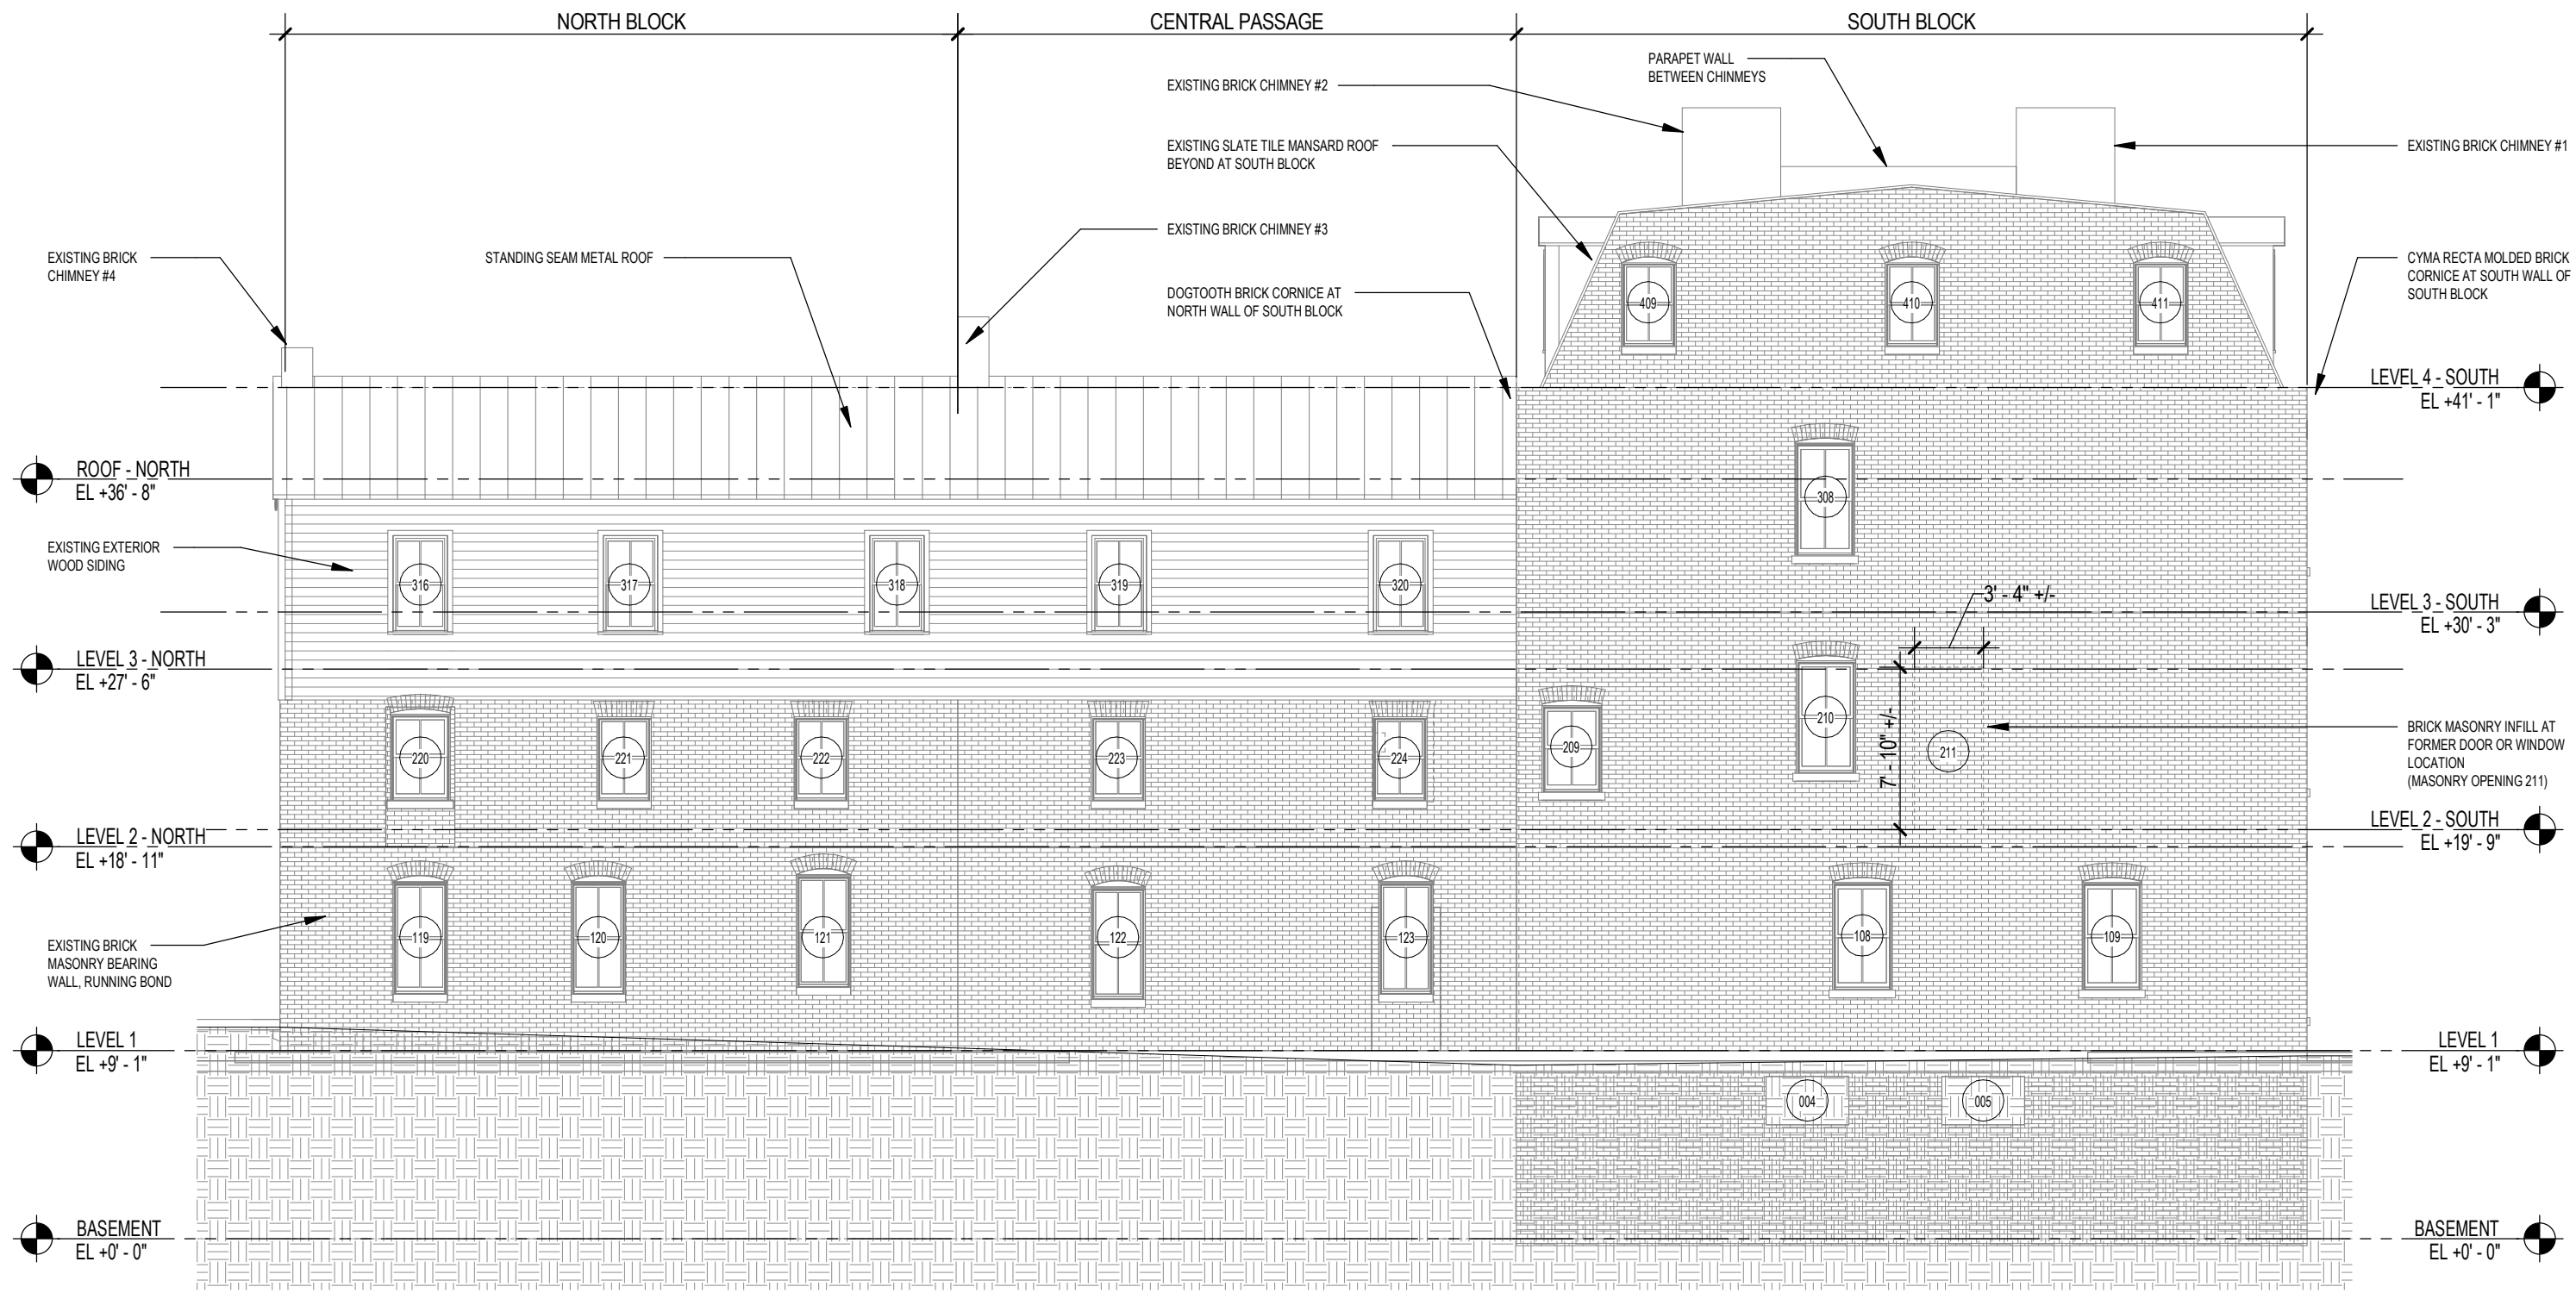 NORTH BLOCK
CENTRAL PASSAGE
SOUTH BLOCK
PARAPET WALL
BETWEEN CHINMEYS
EXISTING BRICK CHIMNEY #2
EXISTING SLATE TILE MANSARD ROOF
BEYOND AT SOUTH BLOCK
EXISTING BRICK CHIMNEY #1
EXISTING BRICK CHIMNEY #3
EXISTING BRICK
CHIMNEY #4
STANDING SEAM METAL ROOF
DOGTOOTH BRICK CORNICE AT
NORTH WALL OF SOUTH BLOCK
CYMA RECTA MOLDED BRICK
CORNICE AT SOUTH WALL OF
SOUTH BLOCK
409
410
411
LEVEL 4 - SOUTH
EL +41' - 1"
ROOF - NORTH
EL +36' - 8"
308
EXISTING EXTERIOR
WOOD SIDING
316
317
318
319
320
3' - 4" +/-
LEVEL 3 - SOUTH
EL +30' - 3"
LEVEL 3 - NORTH
EL +27' - 6"
220
221
222
223
224
209
210
7' - 10" +/-
211
BRICK MASONRY INFILL AT
FORMER DOOR OR WINDOW
LOCATION
(MASONRY OPENING 211)
LEVEL 2 - NORTH
EL +18' - 11"
LEVEL 2 - SOUTH
EL +19' - 9"
119
120
121
122
123
108
109
EXISTING BRICK
MASONRY BEARING
WALL, RUNNING BOND
LEVEL 1
EL +9' - 1"
LEVEL 1
EL +9' - 1"
004
005
BASEMENT
EL +0' - 0"
BASEMENT
EL +0' - 0"